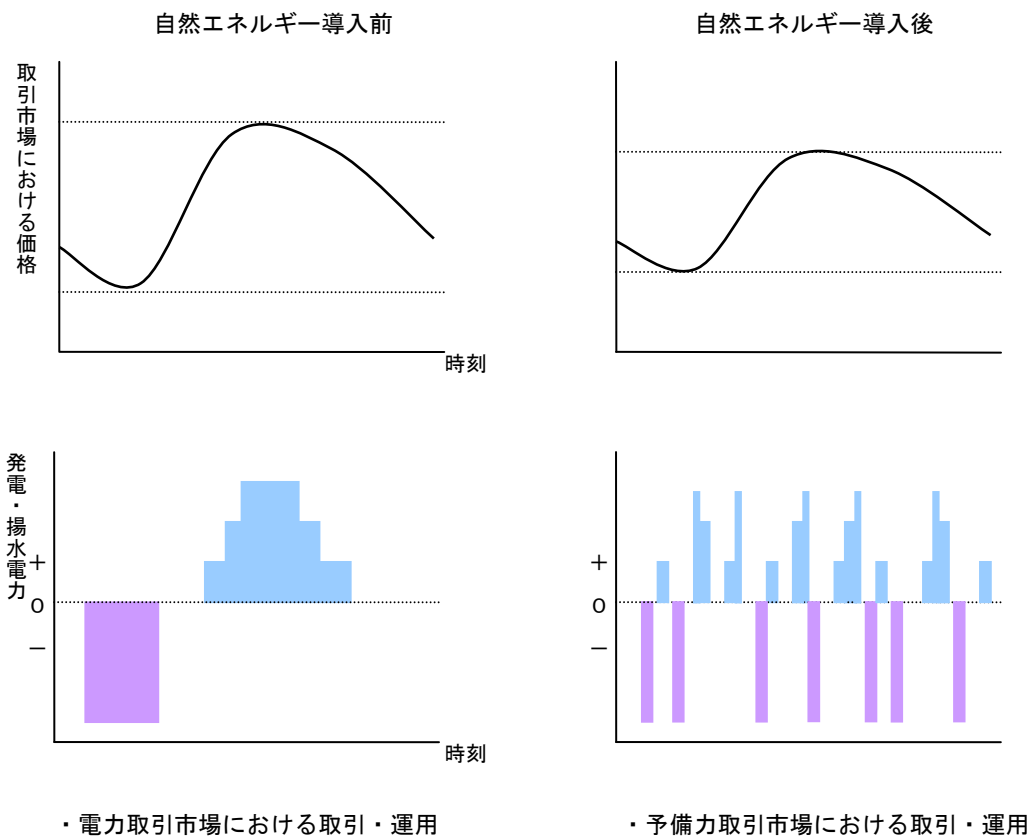 自然エネルギー導入前
自然エネルギー導入後
取引市場における価格
時刻
発電・揚水電力
+
0
−
時刻
+
0
−
・電力取引市場における取引・運用
・予備力取引市場における取引・運用